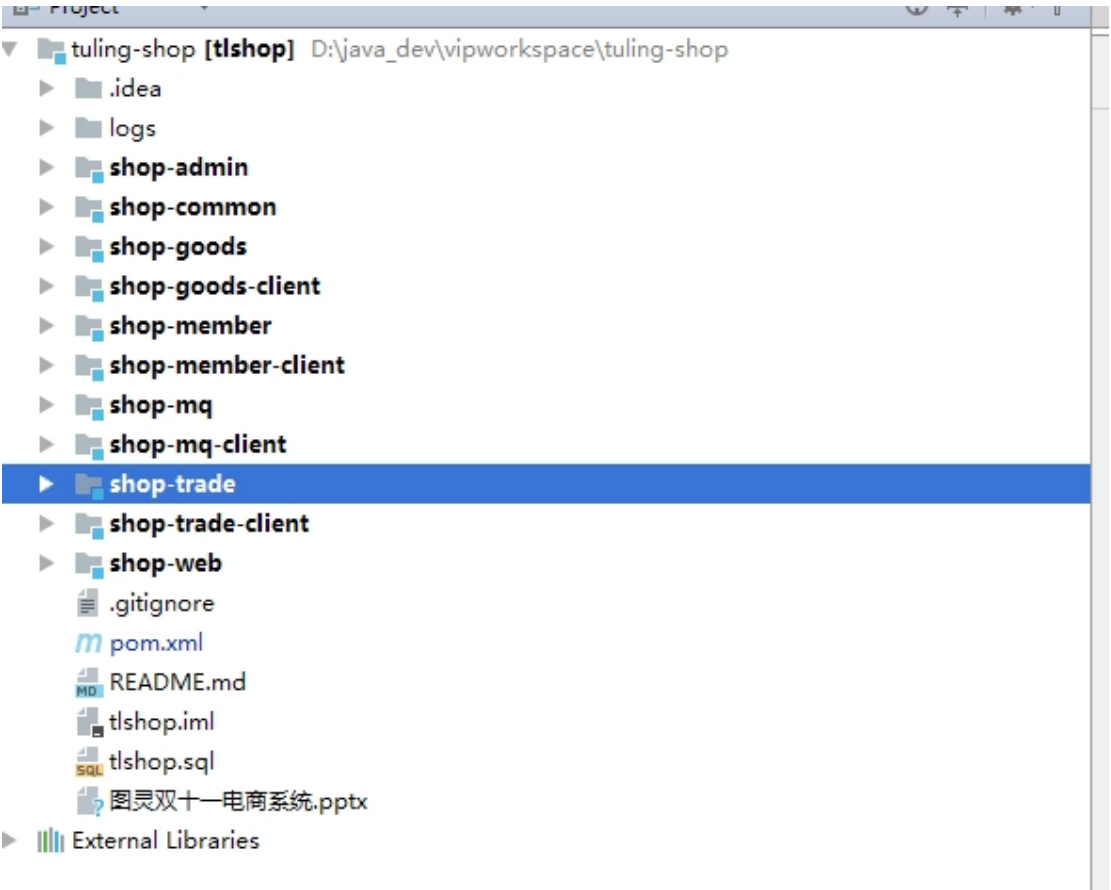 Project
tuling-shop [tlshop] D:\java_dev\vipworkspace\tuling-shop
.idea
logs
shop-admin
shop-common
shop-goods
shop-goods-client
shop-member
shop-member-client
shop-mq
shop-mq-client
shop-trade
shop-trade-client
shop-web
.gitignore
m pom.xml
MD README.md
tlshop.iml
SQL tlshop.sql
图灵双十一电商系统.pptx
External Libraries